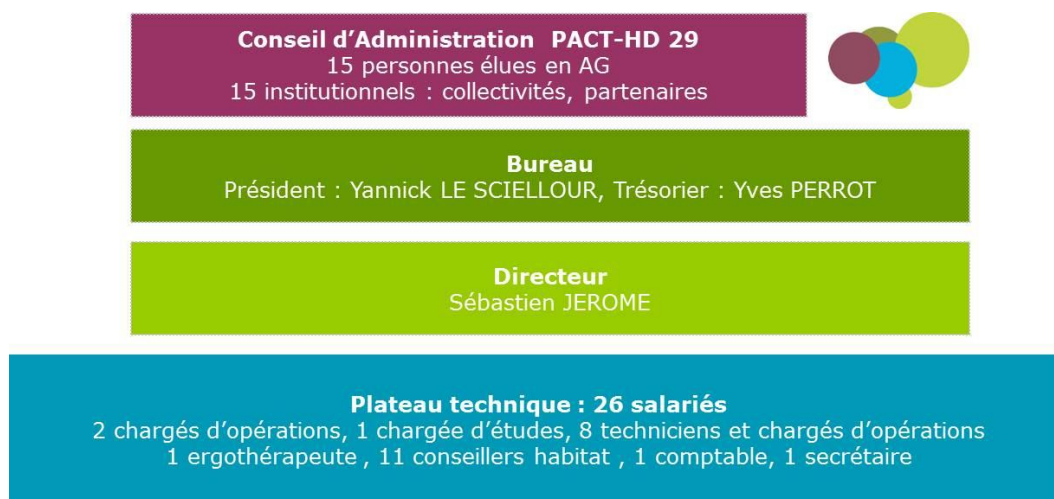 Conseil d’Administration PACT-HD 29
15 personnes élues en AG
15 institutionnels : collectivités, partenaires
Bureau
Président : Yannick LE SCIELLOUR, Trésorier : Yves PERROT
Directeur
Sébastien JEROME
Plateau technique : 26 salariés
2 chargés d’opérations, 1 chargée d’études, 8 techniciens et chargés d’opérations
1 ergothérapeute , 11 conseillers habitat , 1 comptable, 1 secrétaire